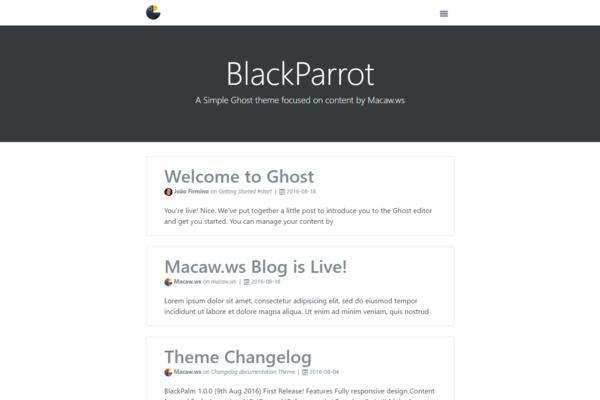 BlackParrot
A Simple Ghost theme focused on content by Macaw.ws
Welcome to Ghost
João Firmino on Getting Started #start | 2016-08-18
You're live! Nice. We've put together a little post to introduce you to the Ghost editor
and get you started. You can manage your content by
Macaw.ws Blog is Live!
Macaw.ws on macaw.ws | 2016-08-18
Lorem ipsum dolor sit amet, consectetur adipisicing elit, sed do eiusmod tempor
incididunt ut labore et dolore magna aliqua. Ut enim ad minim veniam, quis nostrud
Theme Changelog
Macaw.ws on Changelog documentation Theme | 2016-08-04
BlackPalm 1.0.0 (9th Aug 2016) First Release! Features Fully responsive design Content